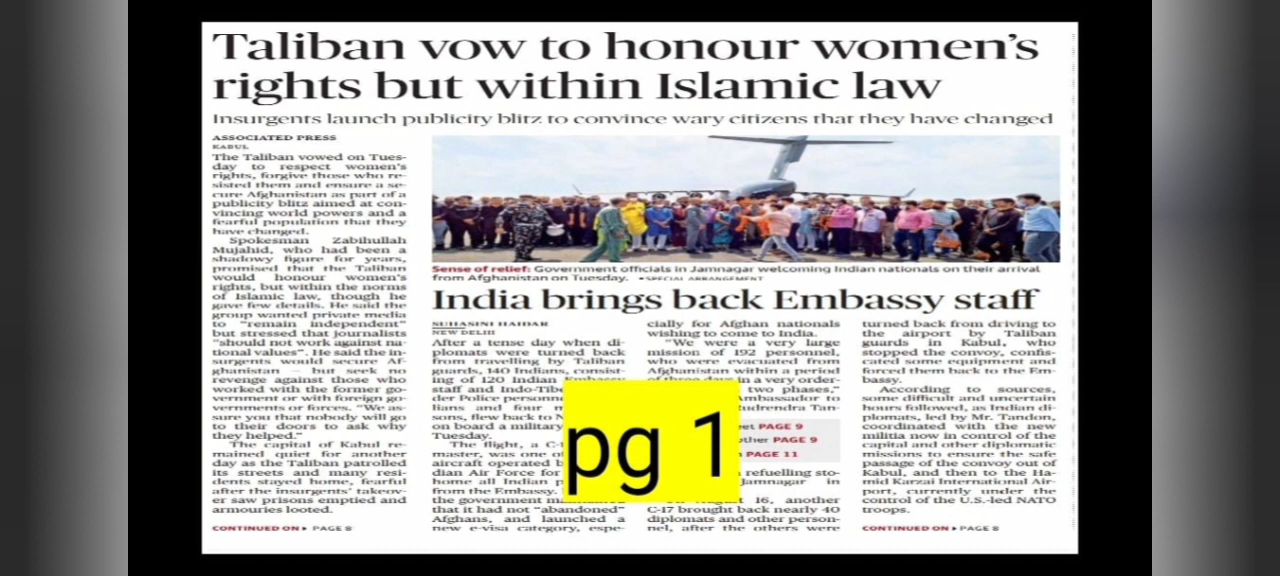 Taliban vow to honour women's
rights but within Islamic law
Insurgents launch publicity blitz to convince wary citizens that they have changed
ASSOCIATED PRESS
KABUL
The Taliban vowed on Tues-
day to respect women's
rights, forgive those who re-
sisted them and ensure a se-
cure Afghanistan as part of a
publicity blitz aimed at con-
vincing world powers and a
fearful population that they
have changed.
Spokesman Zabihullah
Mujahid, who had been a
shadowy figure for years,
promised that the Taliban
would honour women's
rights, but within the norms
of Islamic law, though he
gave few details. He said the
group wanted private media
to "remain independent"
but stressed that journalists
"should not work against na-
tional values". He said the in-
surgents would secure Af-
ghanistan – but seek no
revenge against those who
worked with the former go-
vernment or with foreign go-
vernments or forces. "We as-
sure you that nobody will go
to their doors to ask why
they helped."
The capital of Kabul re-
mained quiet for another
day as the Taliban patrolled
its streets and many resi-
dents stayed home, fearful
after the insurgents' takeov-
er saw prisons emptied and
armouries looted.
CONTINUED ON ▸ PAGE 8
Sense of relief: Government officials in Jamnagar welcoming Indian nationals on their arrival
from Afghanistan on Tuesday. ▪ SPECIAL ARRANGEMENT
India brings back Embassy staff
SUHASINI HAIDAR
NEW DELHI
After a tense day when di-
plomats were turned back
from travelling by Taliban
guards, 140 Indians, consist-
ing of 120 Indian Embassy
staff and Indo-Tibe
der Police personne
lians and four m
sons, flew back to N
on board a military
Tuesday.
The flight, a C-1
master, was one of
aircraft operated b
dian Air Force for
home all Indian p
from the Embassy.
the government
that it had not "abandoned"
Afghans, and launched a
new e-visa category, espe-
cially for Afghan nationals
wishing to come to India.
"We were a very large
mission of 192 personnel,
who were evacuated from
Afghanistan within a period
of three days in a very order-
two phases,"
mbassador to
udrendra Tan-
et PAGE 9
other PAGE 9
PAGE 11
refuelling sto-
Jamnagar in
16, another
C-17 brought back nearly 40
diplomats and other person-
nel, after the others were
turned back from driving to
the airport by Taliban
guards in Kabul, who
stopped the convoy, confis-
cated some equipment and
forced them back to the Em-
bassy.
According to sources,
some difficult and uncertain
hours followed, as Indian di-
plomats, led by Mr. Tandon,
coordinated with the new
militia now in control of the
capital and other diplomatic
missions to ensure the safe
passage of the convoy out of
Kabul, and then to the Ha-
mid Karzai International Air-
port, currently under the
control of the U.S.-led NATO
troops.
CONTINUED ON ▸ PAGE 8
pg 1